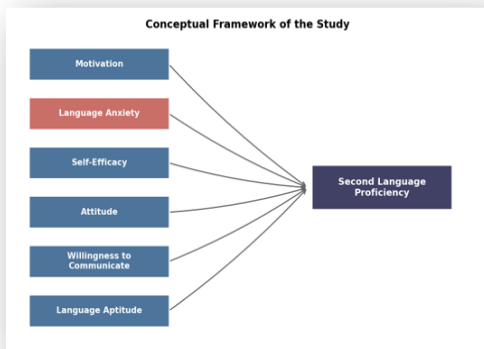 Conceptual Framework of the Study
Motivation
Language Anxiety
Self-Efficacy
Attitude
Willingness to
Communicate
Language Aptitude
Second Language
Proficiency